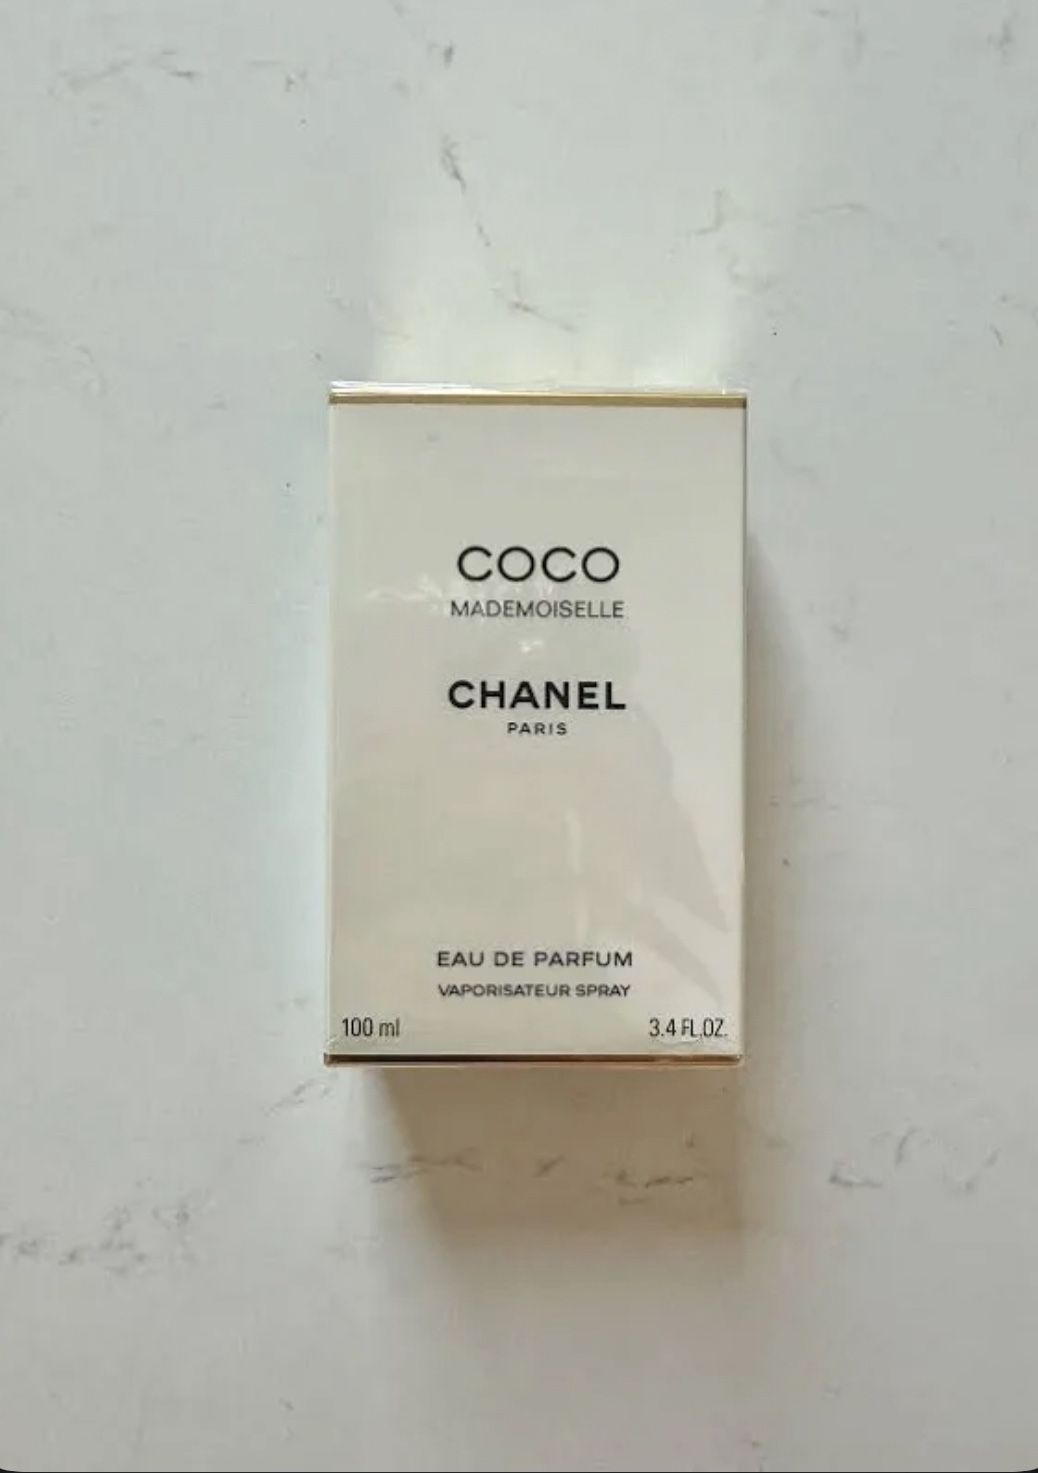 COCO
MADEMOISELLE
CHANEL
PARIS
EAU DE PARFUM
VAPORISATEUR SPRAY
100 ml 3.4 FL.OZ.